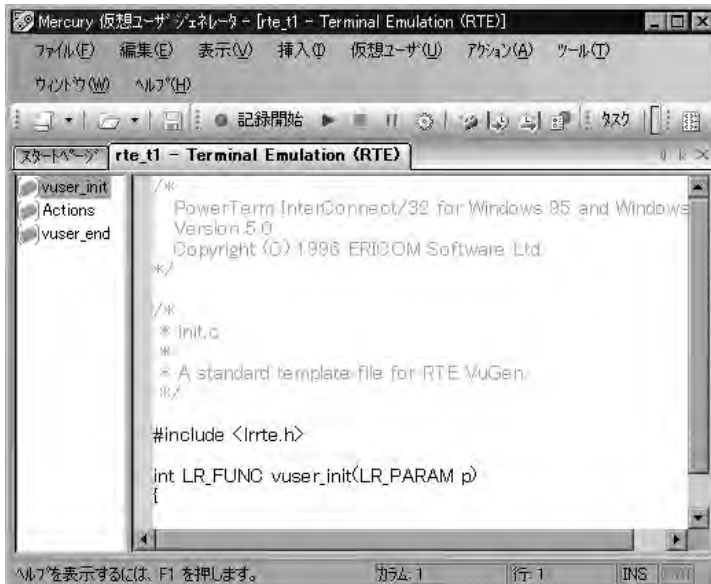 Mercury 仮想ユーザ ジェネレータ - [rte_t1 - Terminal Emulation (RTE)]
ファイル(F) 編集(E) 表示(V) 挿入(I) 仮想ユーザ(U) アクション(A) ツール(T)
ウィンドウ(W) ヘルプ(H)
記録開始 タスク
スタートページ rte_t1 - Terminal Emulation (RTE)
vuser_init
Actions
vuser_end
/*
PowerTerm InterConnect/32 for Windows 95 and Windows
Version 5.0
Copyright (C) 1996 ERICOM Software Ltd.
*/
/*
* init.c
*
* A standard template file for RTE VuGen.
*/
#include <lrrte.h>
int LR_FUNC vuser_init(LR_PARAM p)
{
ヘルプを表示するには、F1 を押します。 カラム: 1 行: 1 INS